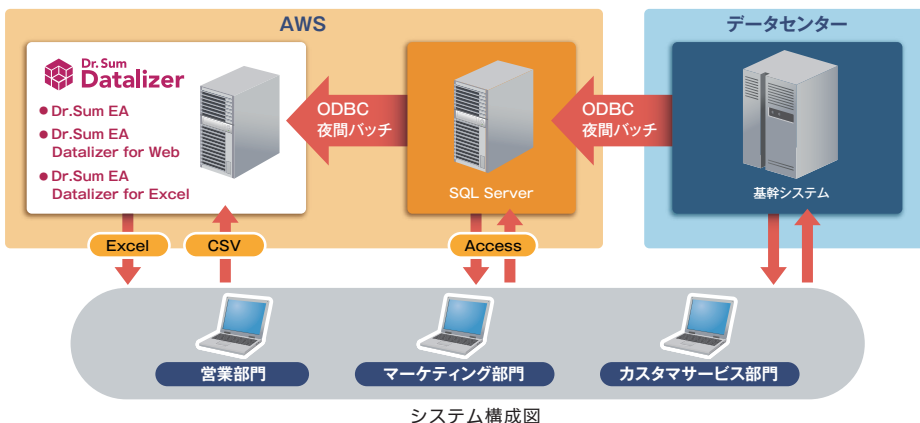 AWS
データセンター
Dr.Sum
Datalizer
● Dr.Sum EA
● Dr.Sum EA
Datalizer for Web
● Dr.Sum EA
Datalizer for Excel
ODBC
夜間バッチ
SQL Server
ODBC
夜間バッチ
基幹システム
Excel
CSV
Access
営業部門
マーケティング部門
カスタマサービス部門
システム構成図